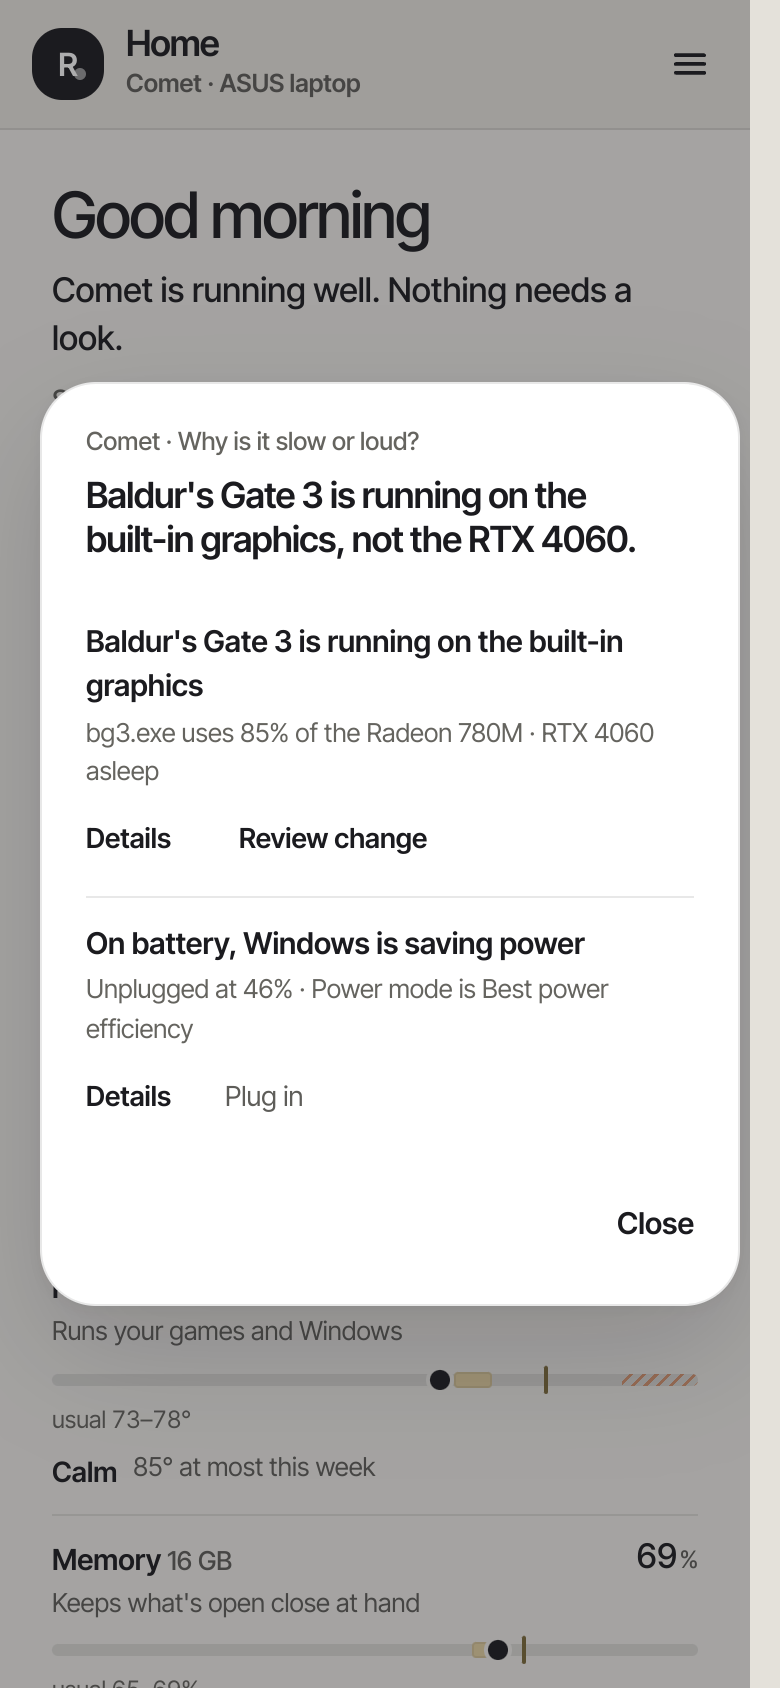 R
Home
Comet · ASUS laptop
Good morning
Comet is running well. Nothing needs a
look.
Comet · Why is it slow or loud?
Baldur's Gate 3 is running on the
built-in graphics, not the RTX 4060.
Baldur's Gate 3 is running on the built-in
graphics
bg3.exe uses 85% of the Radeon 780M · RTX 4060
asleep
Details Review change
On battery, Windows is saving power
Unplugged at 46% · Power mode is Best power
efficiency
Details Plug in
Close
Runs your games and Windows
usual 73–78°
Calm 85° at most this week
Memory 16 GB 69%
Keeps what's open close at hand
usual 65–69%